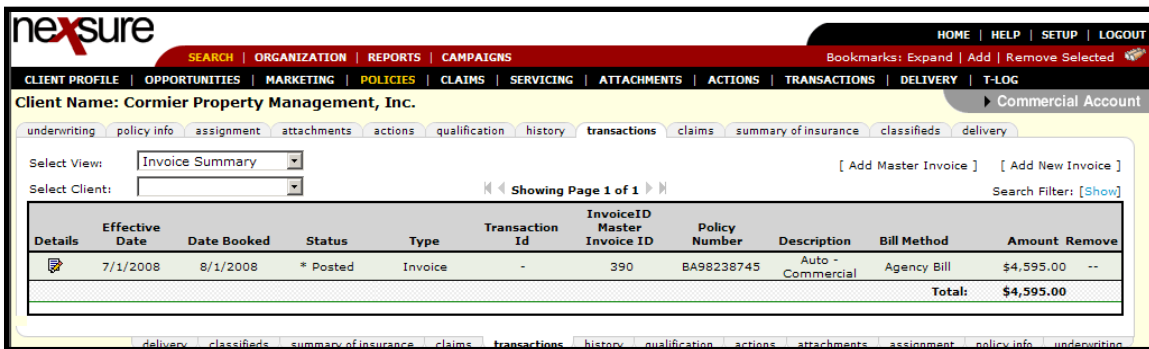 nexsure
HOME | HELP | SETUP | LOGOUT
SEARCH | ORGANIZATION | REPORTS | CAMPAIGNS
Bookmarks: Expand | Add | Remove Selected
CLIENT PROFILE | OPPORTUNITIES | MARKETING | POLICIES | CLAIMS | SERVICING | ATTACHMENTS | ACTIONS | TRANSACTIONS | DELIVERY | T-LOG
Client Name: Cormier Property Management, Inc.
Commercial Account
underwriting policy info assignment attachments actions qualification history transactions claims summary of insurance classifieds delivery
Select View: Invoice Summary
[ Add Master Invoice ] [ Add New Invoice ]
Select Client:
Showing Page 1 of 1
Search Filter: [Show]
Details Effective Date Date Booked Status Type Transaction Id InvoiceID Master Invoice ID Policy Number Description Bill Method Amount Remove
7/1/2008 8/1/2008 * Posted Invoice - 390 BA98238745 Auto - Commercial Agency Bill $4,595.00 --
Total: $4,595.00
delivery classifieds summary of insurance claims transactions history qualification actions attachments assignment policy info underwriting